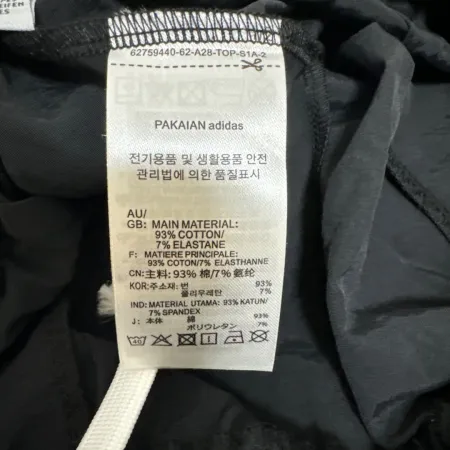 EIFEN
ES
62759440-62-A28-TOP-S1A-2
PAKAIAN adidas
전기용품 및 생활용품 안전
관리법에 의한 품질표시
AU/
GB: MAIN MATERIAL:
93% COTTON/
7% ELASTANE
F: MATIERE PRINCIPALE:
93% COTON/7% ELASTHANNE
CN:主料: 93% 棉/7% 氨纶
KOR:주소재: 면 93%
폴리우레탄 7%
IND: MATERIAL UTAMA: 93% KATUN/
7% SPANDEX
J: 本体 綿 93%
ポリウレタン 7%
40